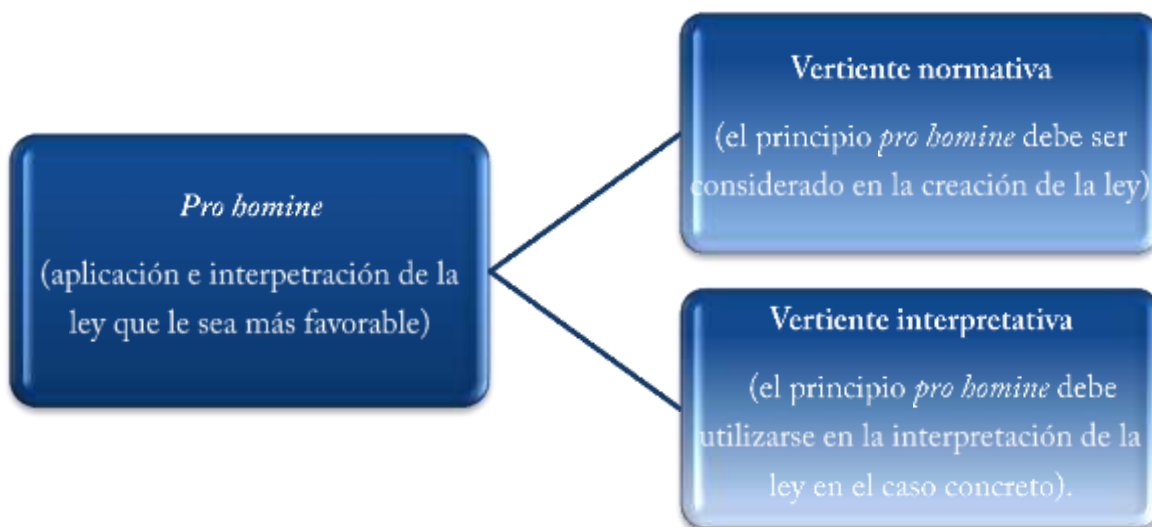 Pro homine
(aplicación e interpetración de la
ley que le sea más favorable)
Vertiente normativa
(el principio pro homine debe ser
considerado en la creación de la ley)
Vertiente interpretativa
(el principio pro homine debe
utilizarse en la interpretación de la
ley en el caso concreto).